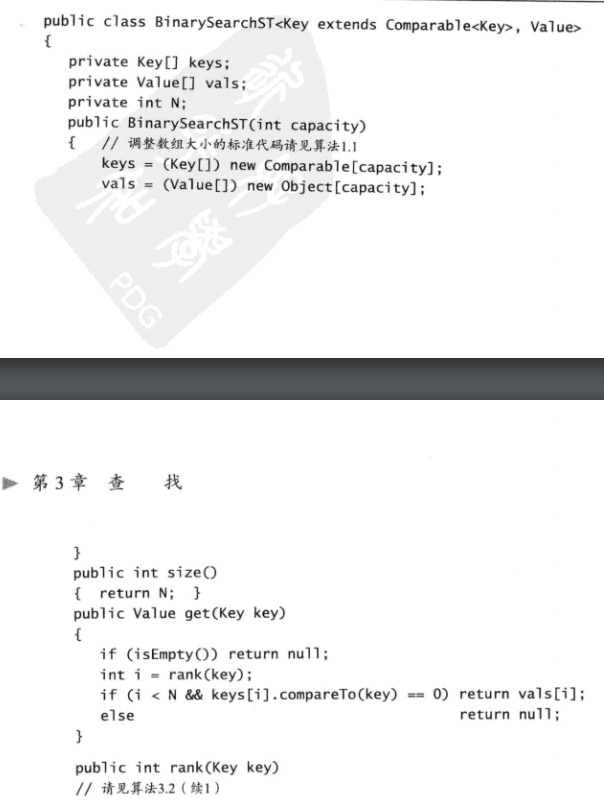 public class BinarySearchST<Key extends Comparable<Key>, Value>
{
private Key[] keys;
private Value[] vals;
private int N;
public BinarySearchST(int capacity)
{ // 调整数组大小的标准代码请见算法1.1
keys = (Key[]) new Comparable[capacity];
vals = (Value[]) new Object[capacity];
PDG
第3章 查 找
}
public int size()
{ return N; }
public Value get(Key key)
{
if (isEmpty()) return null;
int i = rank(key);
if (i < N && keys[i].compareTo(key) == 0) return vals[i];
else return null;
}
public int rank(Key key)
// 请见算法3.2（续1）